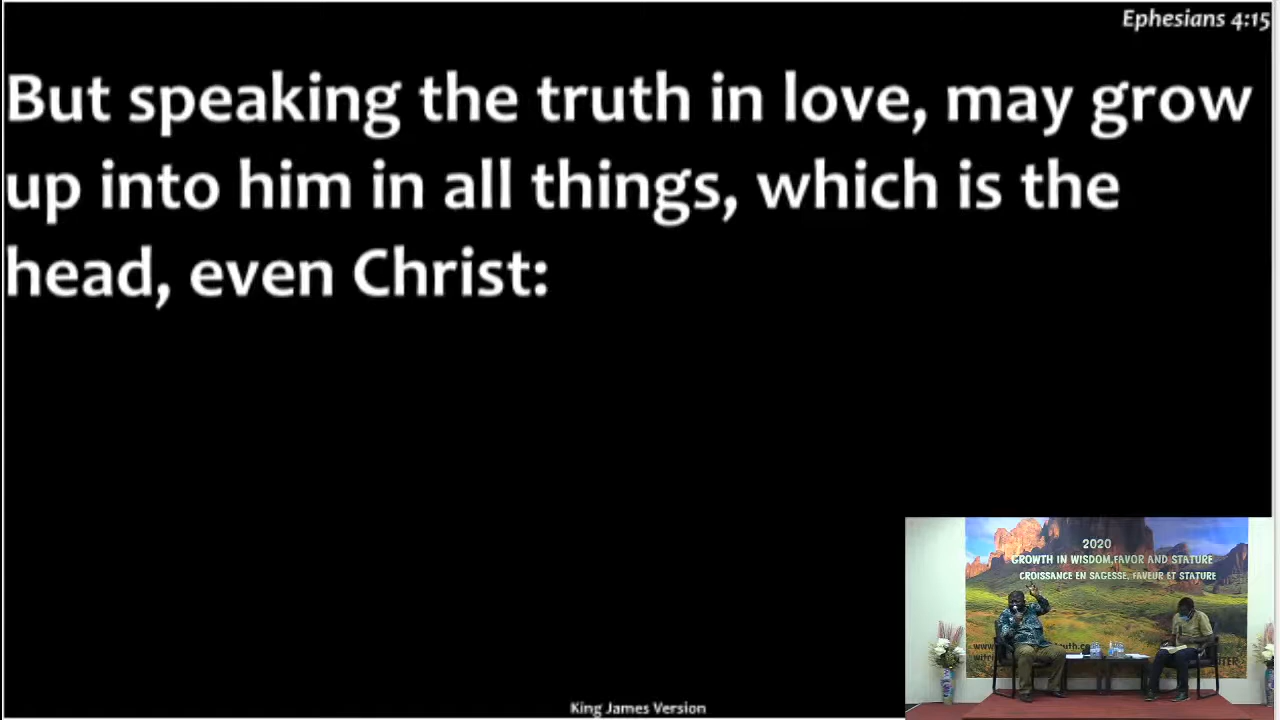 Ephesians 4:15
But speaking the truth in love, may grow
up into him in all things, which is the
head, even Christ:
2020
GROWTH IN WISDOM,FAVOR AND STATURE
CROISSANCE EN SAGESSE, FAVEUR ET STATURE
King James Version